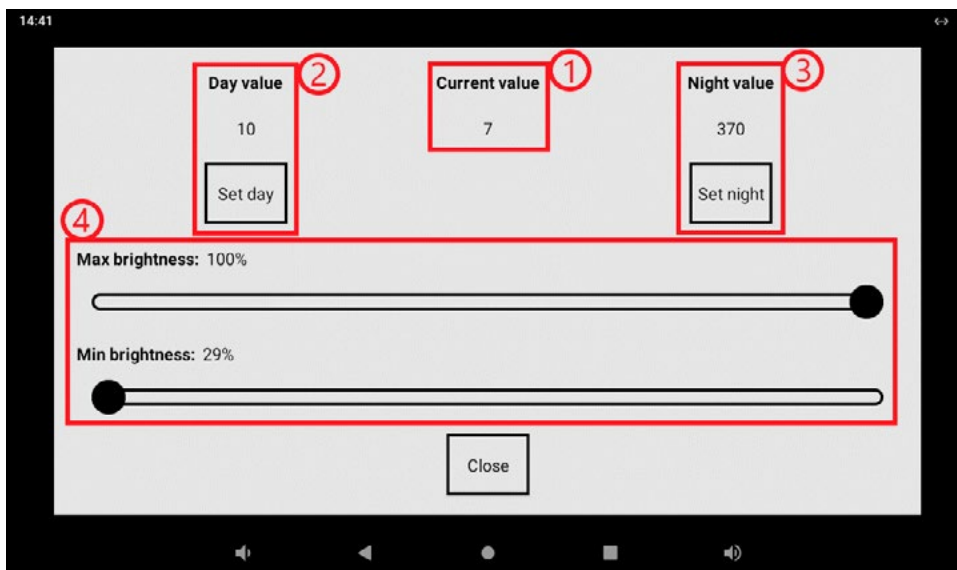 14:41
Day value
2
Current value
1
Night value
3
10
7
370
Set day
Set night
4
Max brightness: 100%
Min brightness: 29%
Close